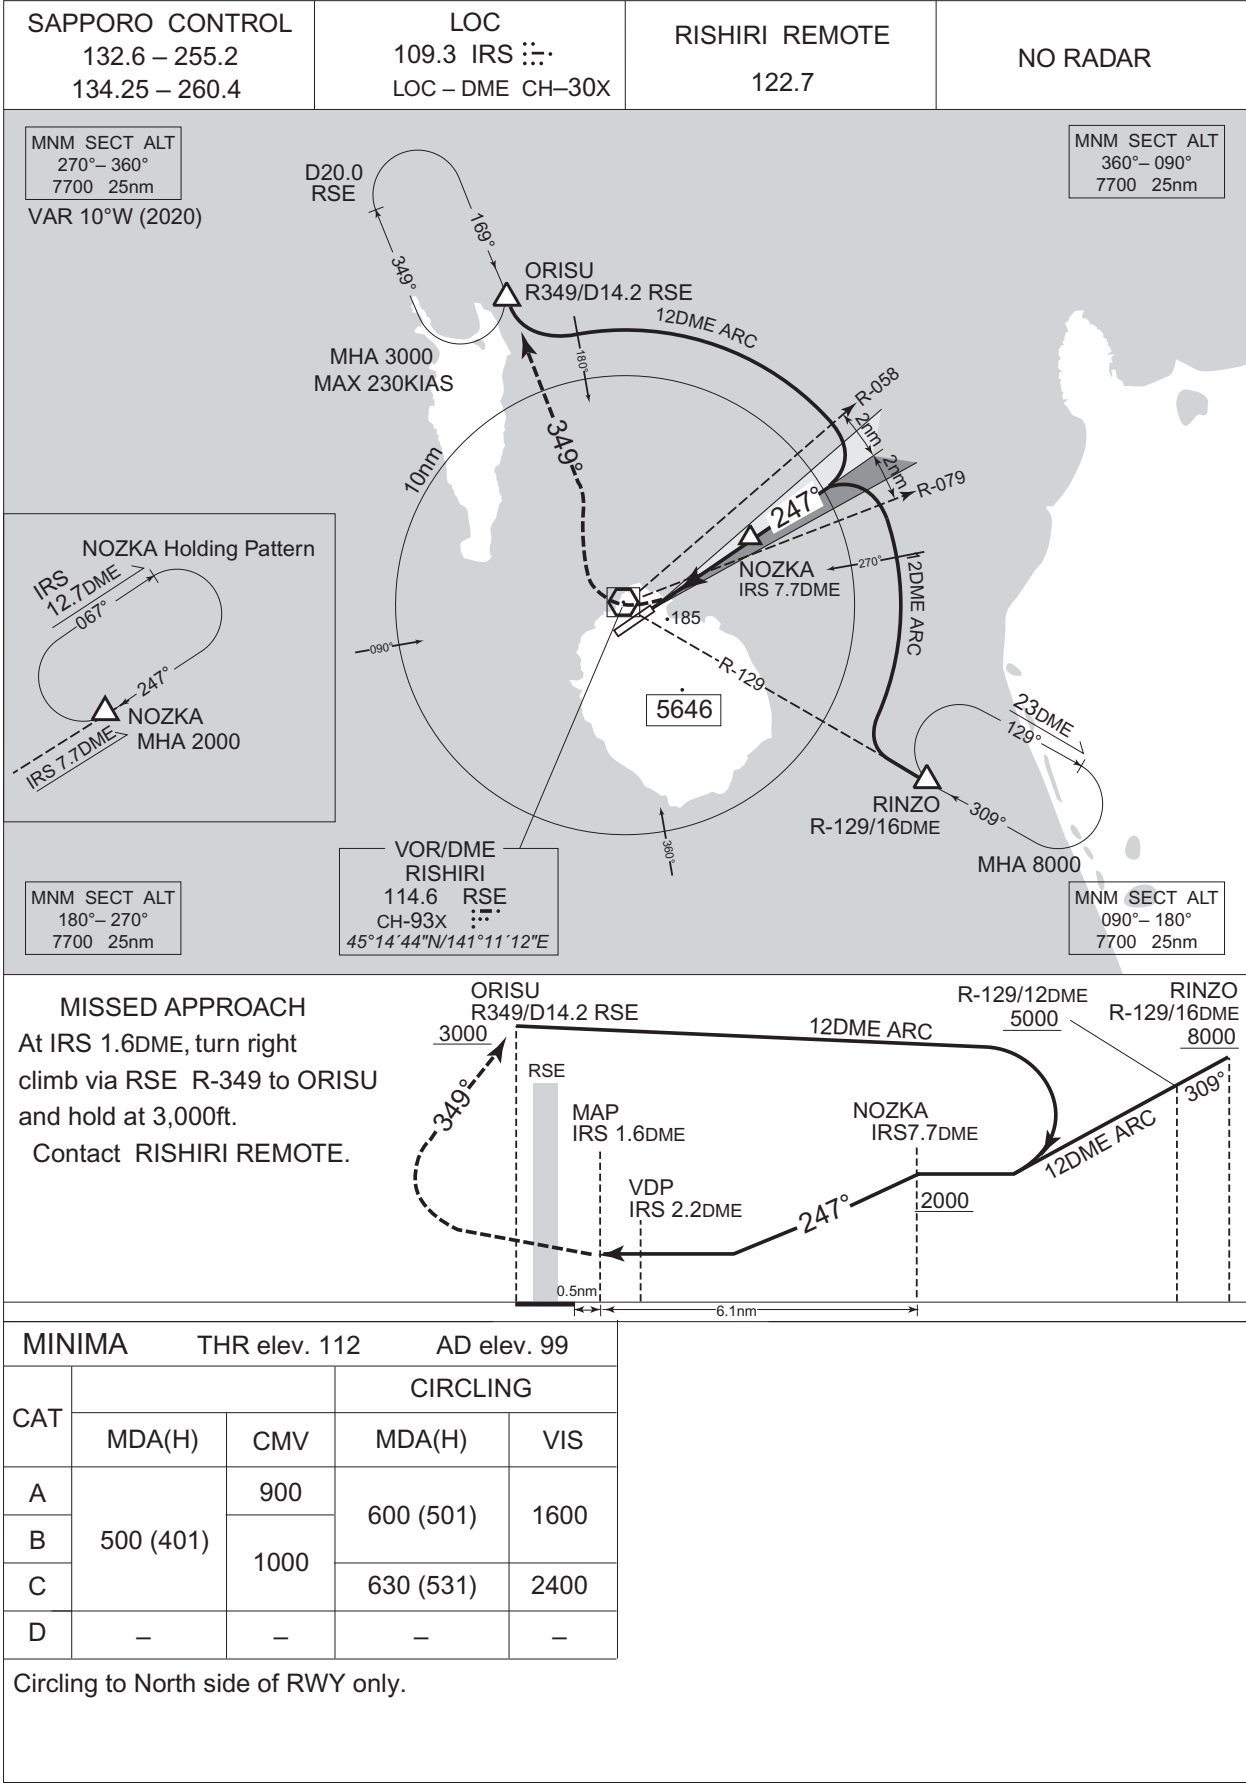 SAPPORO CONTROL
132.6 – 255.2
134.25 – 260.4
LOC
109.3 IRS
LOC – DME CH–30X
RISHIRI REMOTE
122.7
NO RADAR
MNM SECT ALT
270°– 360°
7700 25nm
VAR 10°W (2020)
MNM SECT ALT
360°– 090°
7700 25nm
D20.0
RSE
169°
349°
ORISU
R349/D14.2 RSE
12DME ARC
MHA 3000
MAX 230KIAS
180°
R-058
2nm
2nm
R-079
349°
10nm
247°
NOZKA
IRS 7.7DME
270°
12DME ARC
NOZKA Holding Pattern
IRS
12.7DME
067°
247°
NOZKA
MHA 2000
IRS 7.7DME
090°
185
R-129
5646
23DME
129°
309°
RINZO
R-129/16DME
MHA 8000
360°
VOR/DME
RISHIRI
114.6 RSE
CH-93X
45°14´44"N/141°11´12"E
MNM SECT ALT
180°– 270°
7700 25nm
MNM SECT ALT
090°– 180°
7700 25nm
MISSED APPROACH
At IRS 1.6DME, turn right
climb via RSE R-349 to ORISU
and hold at 3,000ft.
Contact RISHIRI REMOTE.
ORISU
R349/D14.2 RSE
3000
12DME ARC
R-129/12DME
5000
RINZO
R-129/16DME
8000
309°
12DME ARC
349°
RSE
MAP
IRS 1.6DME
NOZKA
IRS7.7DME
VDP
IRS 2.2DME
247°
2000
0.5nm
6.1nm
MINIMA THR elev. 112 AD elev. 99
CAT
CIRCLING
MDA(H) CMV MDA(H) VIS
A 900
600 (501) 1600
B 500 (401)
1000
C 630 (531) 2400
D – – – –
Circling to North side of RWY only.